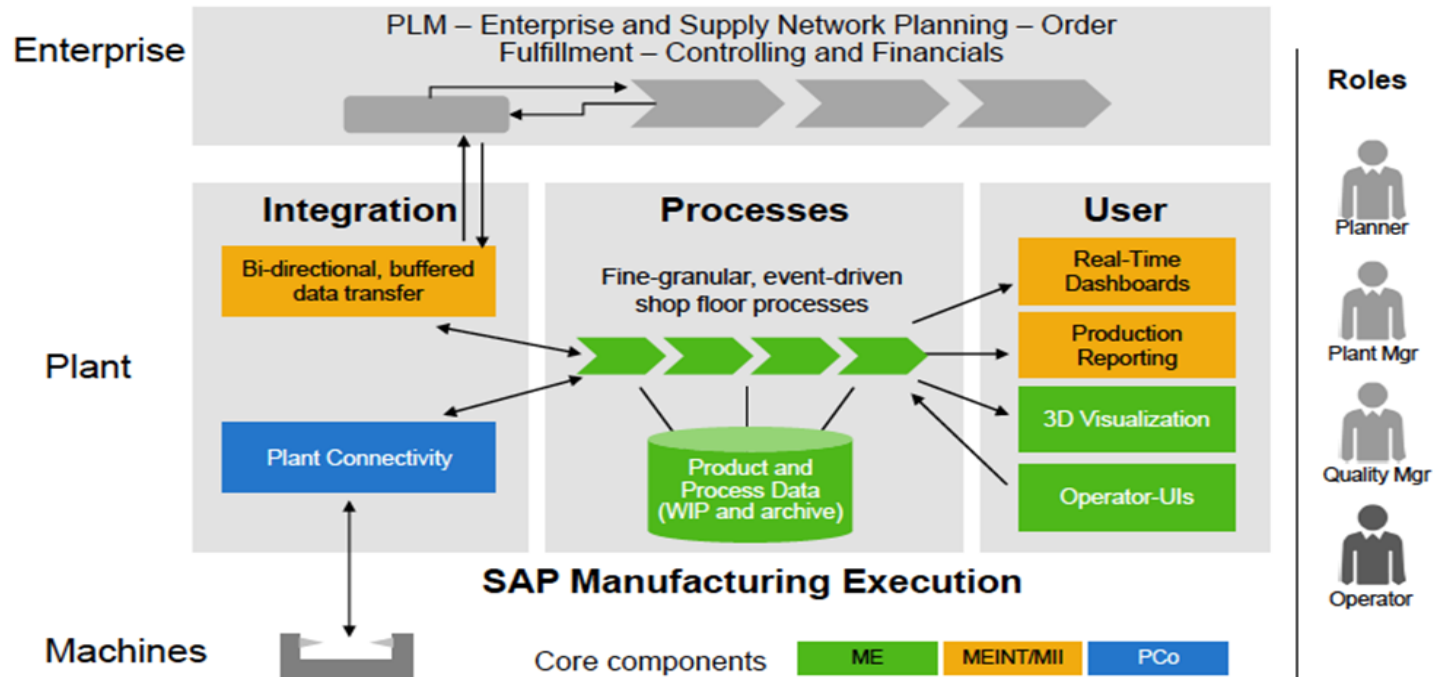 Enterprise
PLM – Enterprise and Supply Network Planning – Order
Fulfillment – Controlling and Financials
Roles
Planner
Plant Mgr
Quality Mgr
Operator
Plant
Integration
Bi-directional, buffered
data transfer
Plant Connectivity
Processes
Fine-granular, event-driven
shop floor processes
Product and
Process Data
(WIP and archive)
User
Real-Time
Dashboards
Production
Reporting
3D Visualization
Operator-UIs
SAP Manufacturing Execution
Machines
Core components
ME
MEINT/MII
PCo